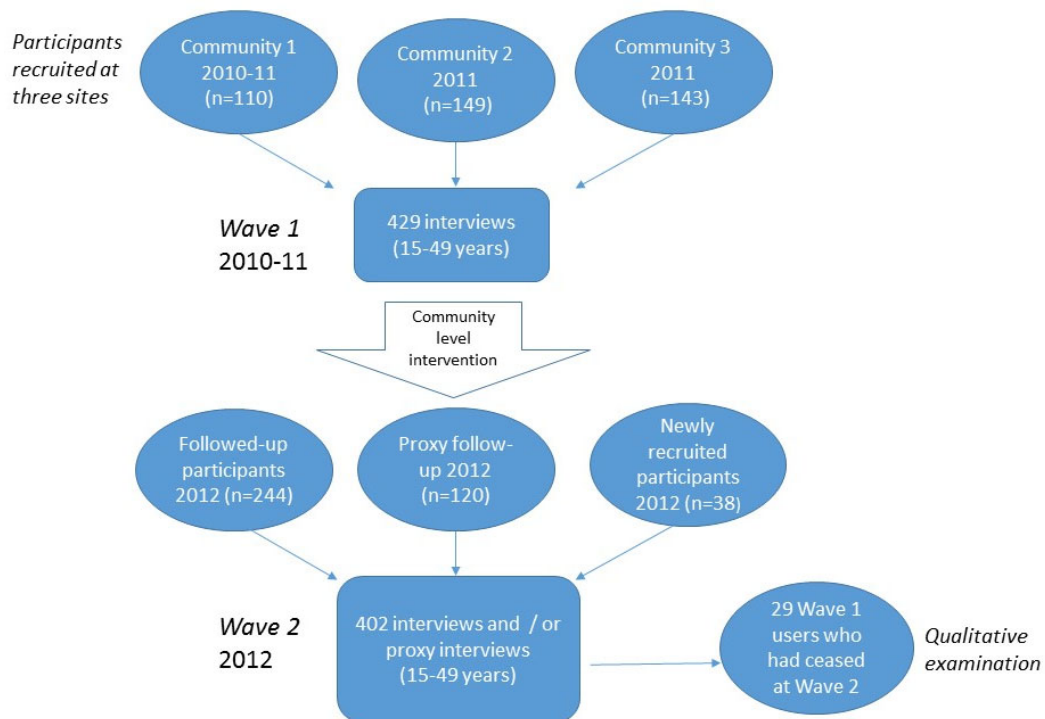 Participants
recruited at
three sites
Community 1
2010-11
(n=110)
Community 2
2011
(n=149)
Community 3
2011
(n=143)
Wave 1
2010-11
429 interviews
(15-49 years)
Community
level
intervention
Followed-up
participants
2012 (n=244)
Proxy follow-
up 2012
(n=120)
Newly
recruited
participants
2012 (n=38)
Wave 2
2012
402 interviews and / or
proxy interviews
(15-49 years)
29 Wave 1
users who
had ceased
at Wave 2
Qualitative
examination